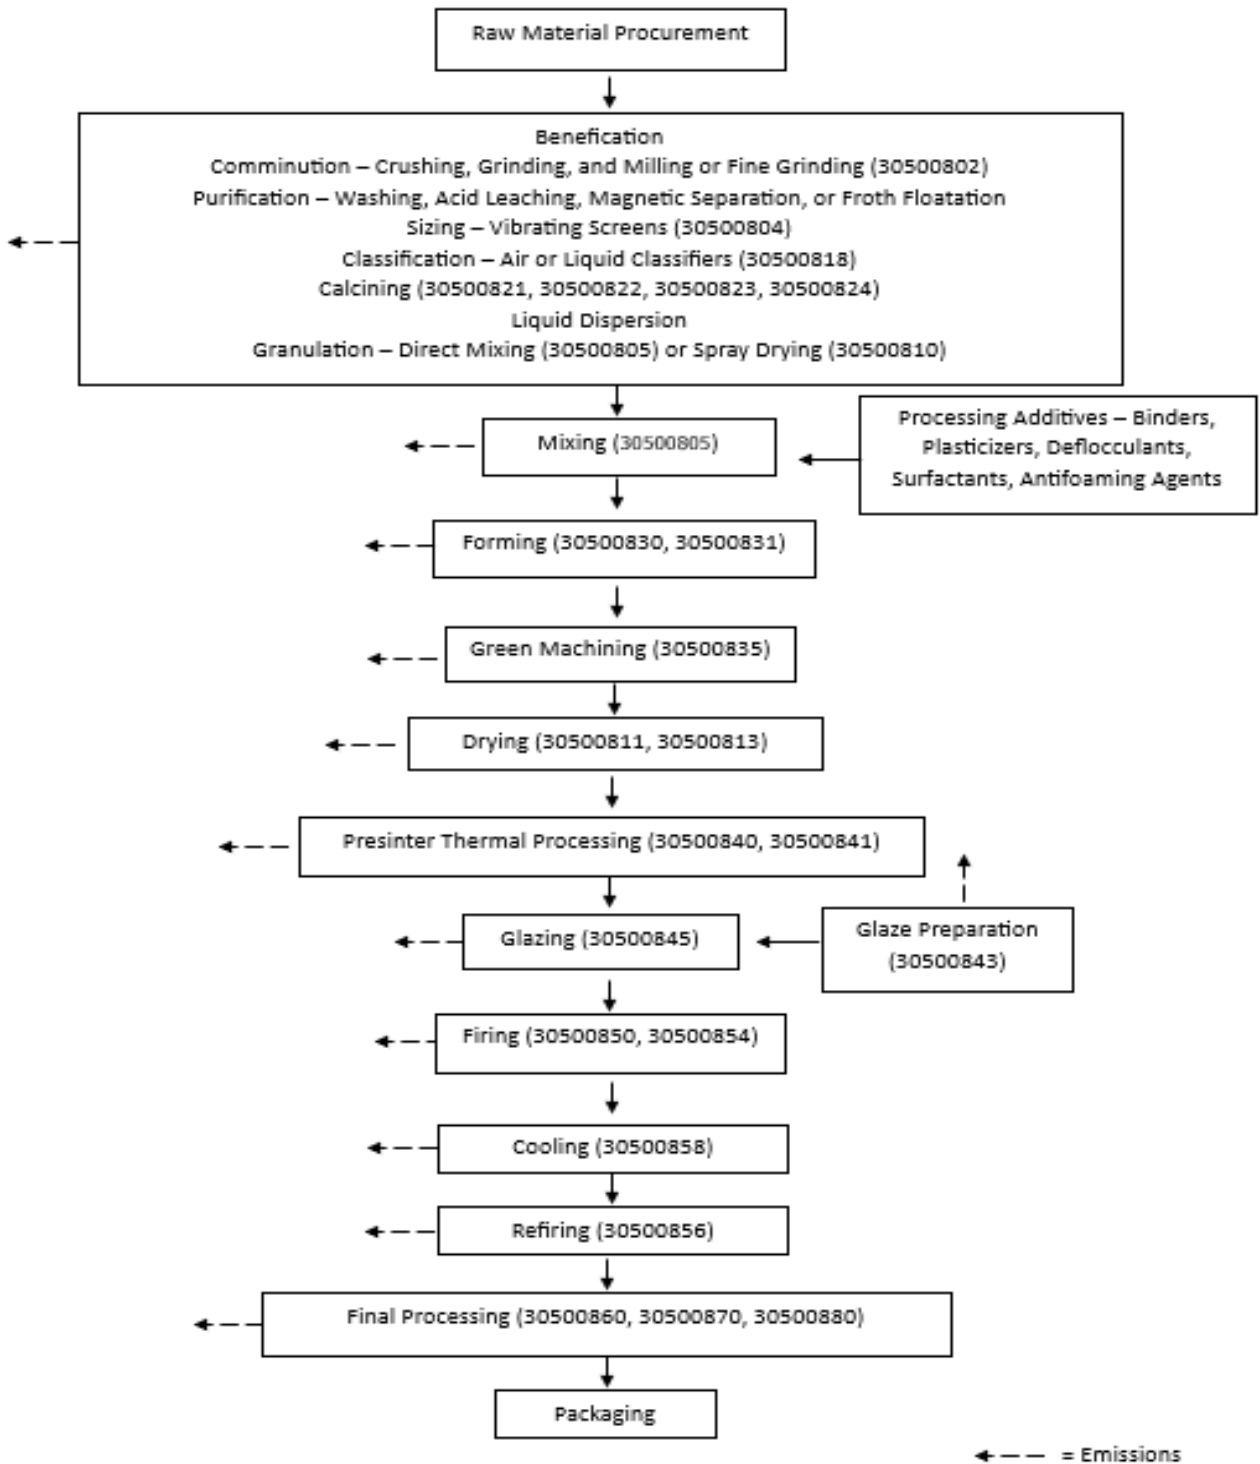 Raw Material Procurement
Benefication
Comminution – Crushing, Grinding, and Milling or Fine Grinding (30500802)
Purification – Washing, Acid Leaching, Magnetic Separation, or Froth Floatation
Sizing – Vibrating Screens (30500804)
Classification – Air or Liquid Classifiers (30500818)
Calcining (30500821, 30500822, 30500823, 30500824)
Liquid Dispersion
Granulation – Direct Mixing (30500805) or Spray Drying (30500810)
Mixing (30500805)
Processing Additives – Binders,
Plasticizers, Deflocculants,
Surfactants, Antifoaming Agents
Forming (30500830, 30500831)
Green Machining (30500835)
Drying (30500811, 30500813)
Presinter Thermal Processing (30500840, 30500841)
Glazing (30500845)
Glaze Preparation
(30500843)
Firing (30500850, 30500854)
Cooling (30500858)
Refiring (30500856)
Final Processing (30500860, 30500870, 30500880)
Packaging
= Emissions